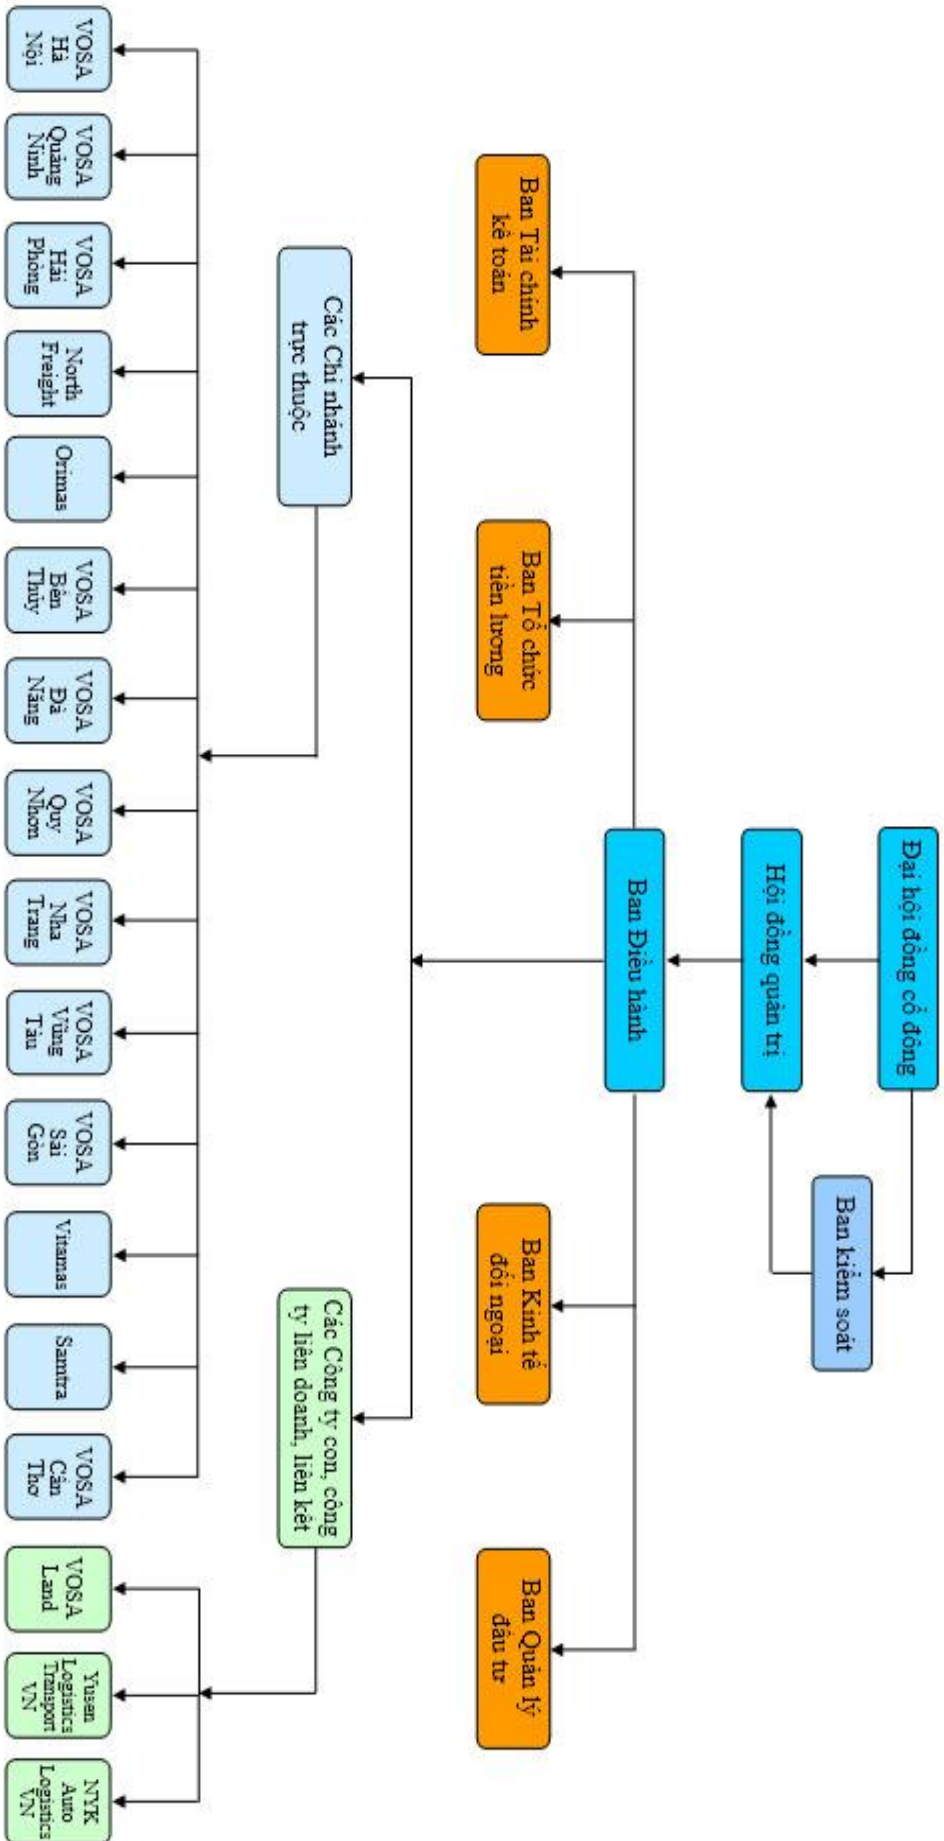 Đại hội đồng cổ đông
Ban kiểm soát
Hội đồng quản trị
Ban Điều hành
Ban Tài chính
kế toán
Ban Tổ chức
tiền lương
Ban Kinh tế
đối ngoại
Ban Quản lý
đầu tư
Các Chi nhánh
trực thuộc
Các Công ty con, công
ty liên doanh, liên kết
VOSA
Hà
Nội
VOSA
Quảng
Ninh
VOSA
Hải
Phòng
North
Freight
Orimas
VOSA
Bến
Thủy
VOSA
Đà
Nẵng
VOSA
Quy
Nhơn
VOSA
Nha
Trang
VOSA
Vũng
Tàu
VOSA
Sài
Gòn
Vitamas
Samtra
VOSA
Cần
Thơ
VOSA
Land
Yusen
Logistics
Transport
VN
NYK
Auto
Logistics
VN